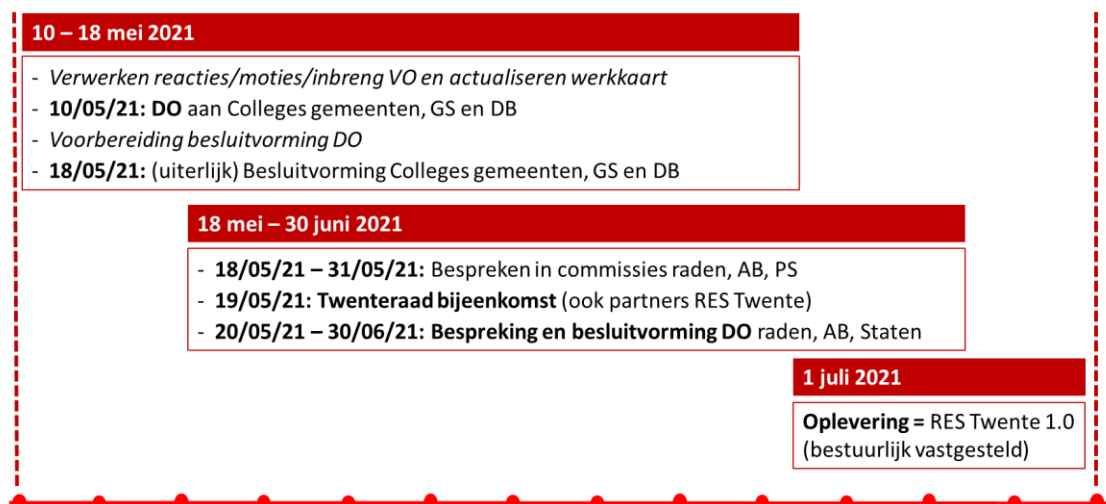 10 – 18 mei 2021
- Verwerken reacties/moties/inbreng VO en actualiseren werkkaart
- 10/05/21: DO aan Colleges gemeenten, GS en DB
- Voorbereiding besluitvorming DO
- 18/05/21: (uiterlijk) Besluitvorming Colleges gemeenten, GS en DB
18 mei – 30 juni 2021
- 18/05/21 – 31/05/21: Bespreken in commissies raden, AB, PS
- 19/05/21: Twenteraad bijeenkomst (ook partners RES Twente)
- 20/05/21 – 30/06/21: Bespreking en besluitvorming DO raden, AB, Staten
1 juli 2021
Oplevering = RES Twente 1.0
(bestuurlijk vastgesteld)